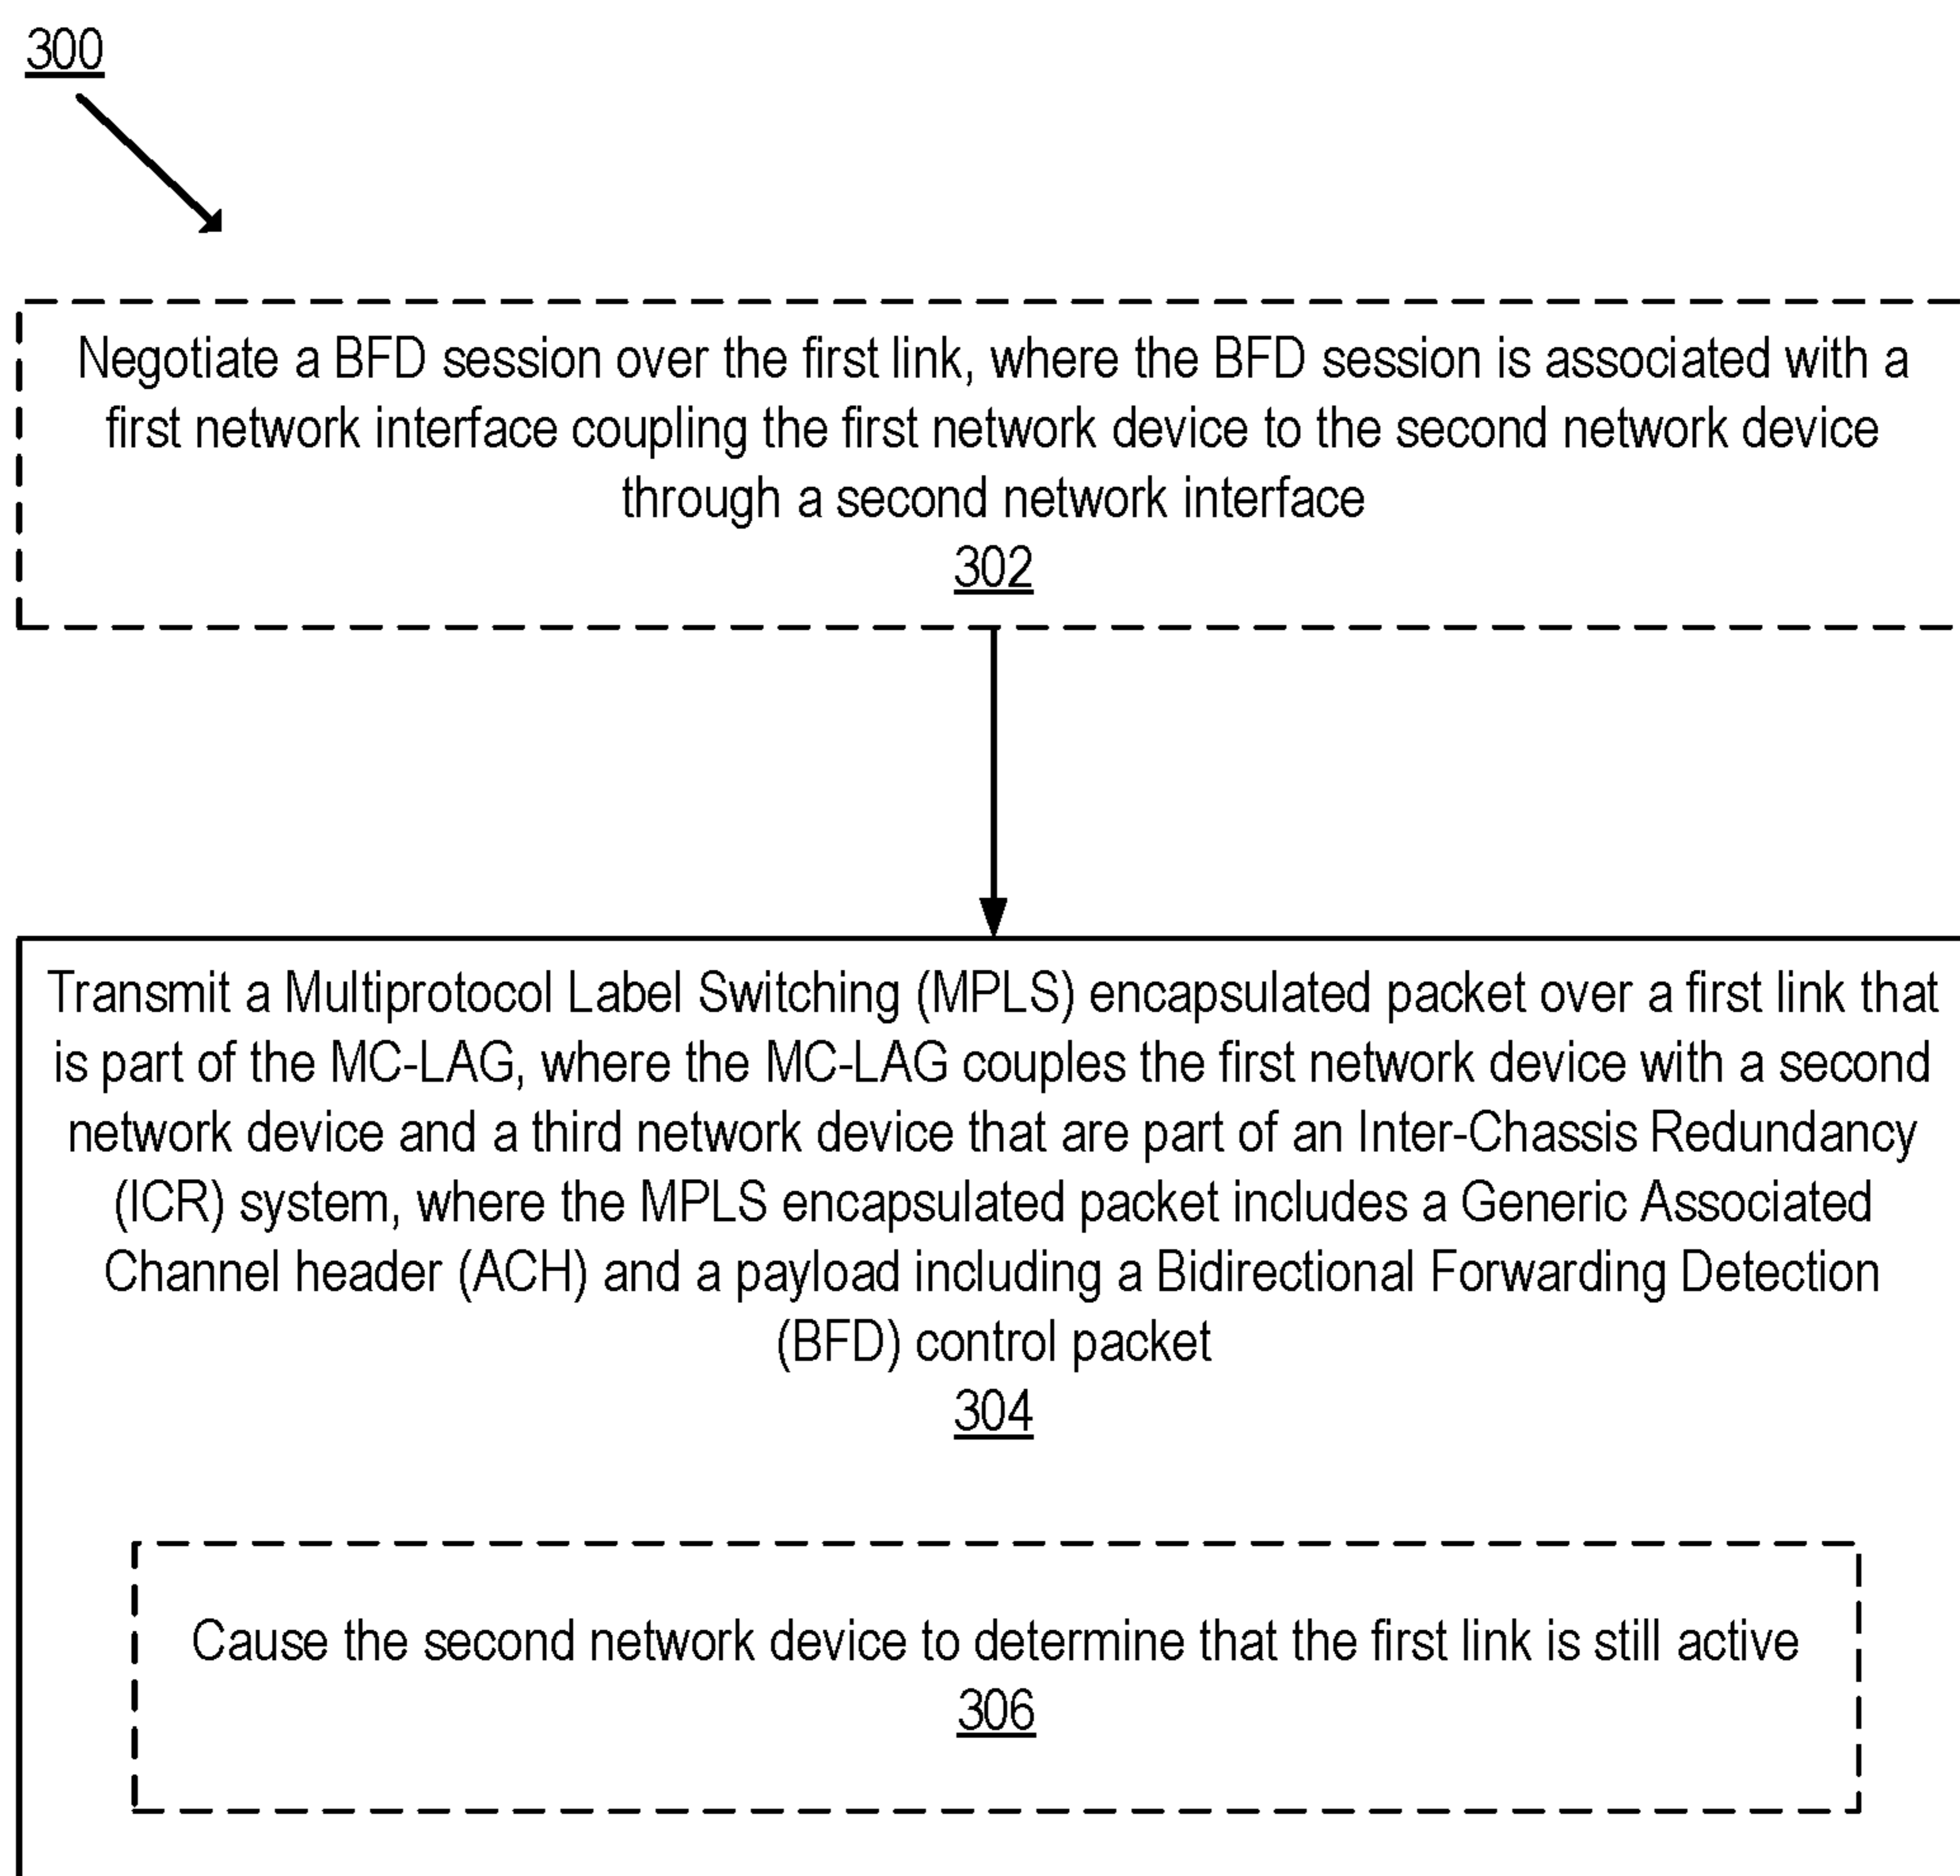 300
Negotiate a BFD session over the first link, where the BFD session is associated with a
first network interface coupling the first network device to the second network device
through a second network interface
302
Transmit a Multiprotocol Label Switching (MPLS) encapsulated packet over a first link that
is part of the MC-LAG, where the MC-LAG couples the first network device with a second
network device and a third network device that are part of an Inter-Chassis Redundancy
(ICR) system, where the MPLS encapsulated packet includes a Generic Associated
Channel header (ACH) and a payload including a Bidirectional Forwarding Detection
(BFD) control packet
304
Cause the second network device to determine that the first link is still active
306